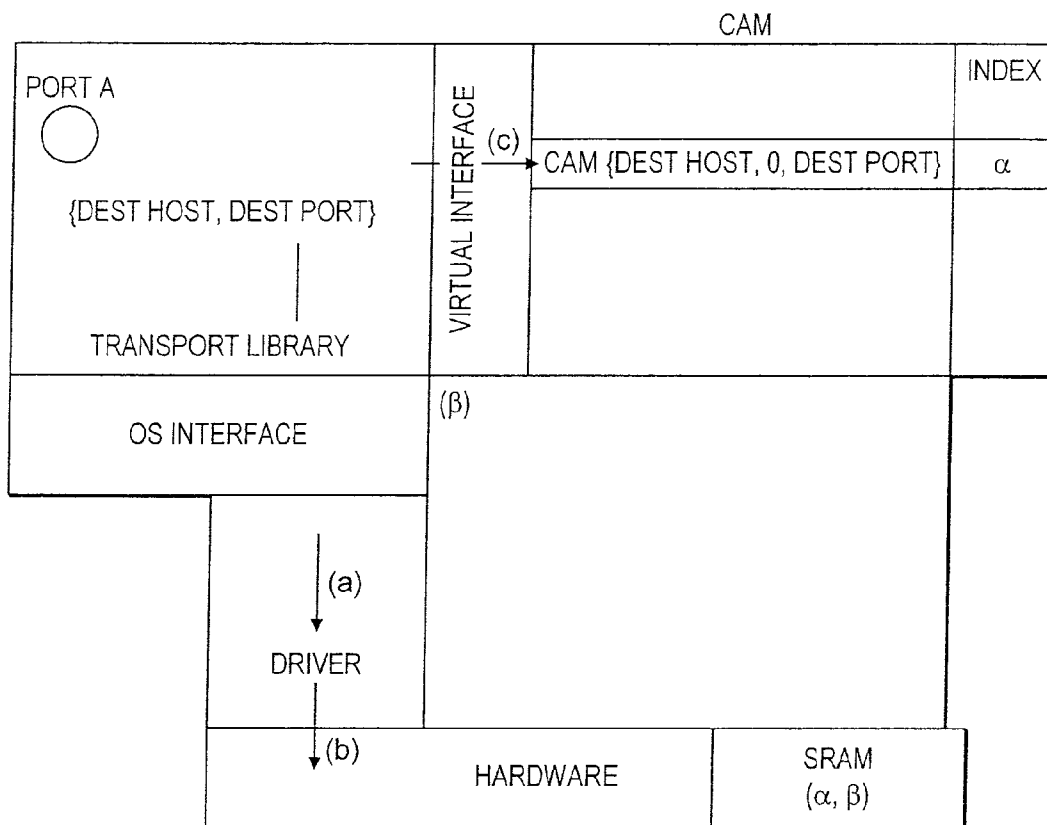 CAM
INDEX
PORT A
VIRTUAL INTERFACE
(c)
CAM {DEST HOST, 0, DEST PORT}
α
{DEST HOST, DEST PORT}
TRANSPORT LIBRARY
OS INTERFACE
(β)
(a)
DRIVER
(b)
HARDWARE
SRAM
(α, β)